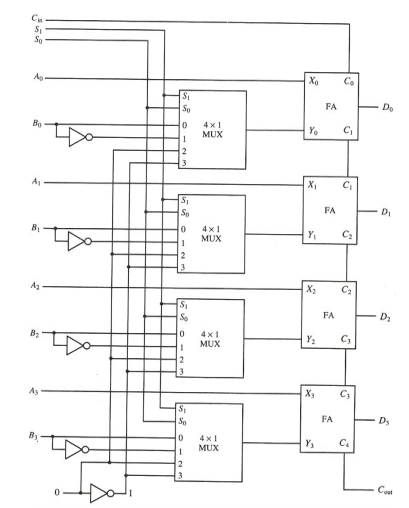 C_in
S_1
S_0
A_0
X_0 C_0
S_1
S_0
FA
D_0
B_0
0
4 × 1
MUX
Y_0 C_1
1
2
3
A_1
X_1 C_1
S_1
S_0
FA
D_1
B_1
0
4 × 1
MUX
Y_1 C_2
1
2
3
A_2
X_2 C_2
S_1
S_0
FA
D_2
B_2
0
4 × 1
MUX
Y_2 C_3
1
2
3
A_3
X_3 C_3
S_1
S_0
FA
D_3
B_3
0
4 × 1
MUX
Y_3 C_4
1
2
3
0
1
C_out